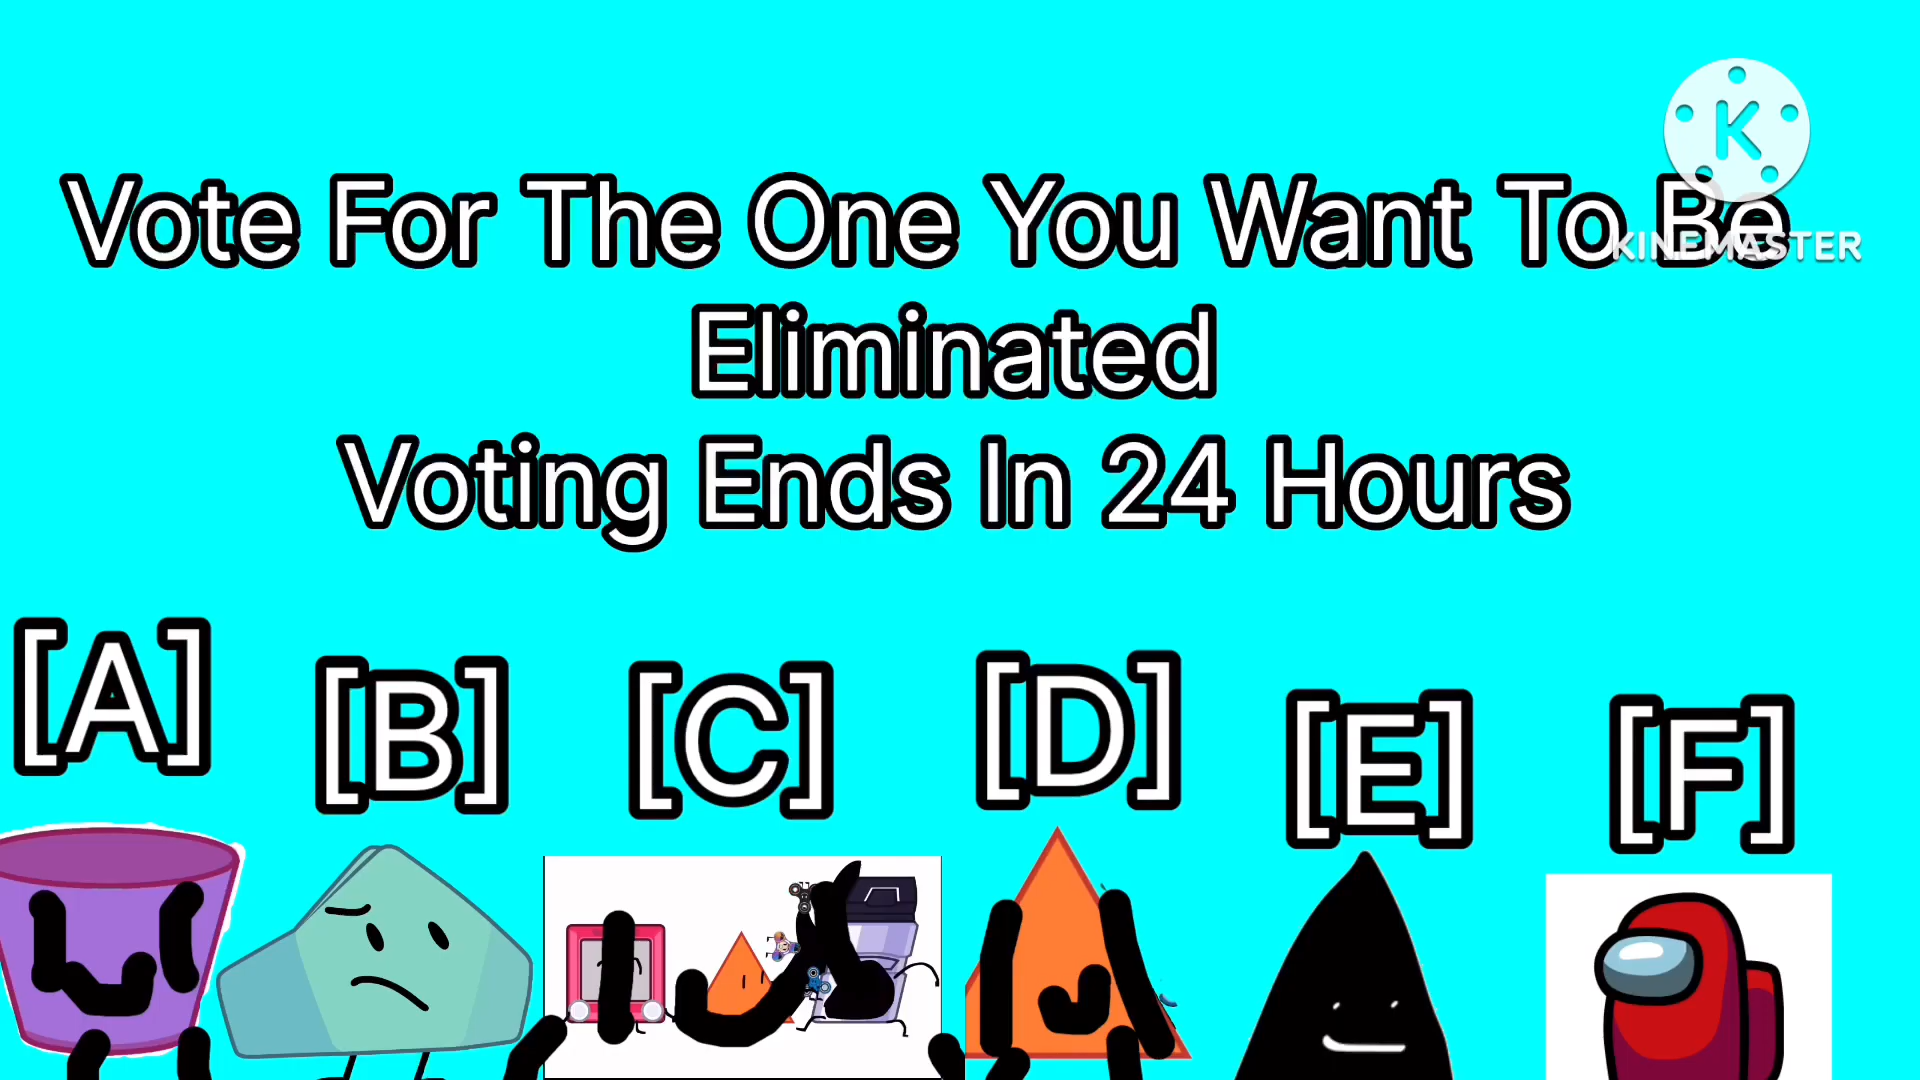 Vote For The One You Want To Be
KINEMASTER
Eliminated
Voting Ends In 24 Hours
[A]
[B]
[C]
[D]
[E]
[F]